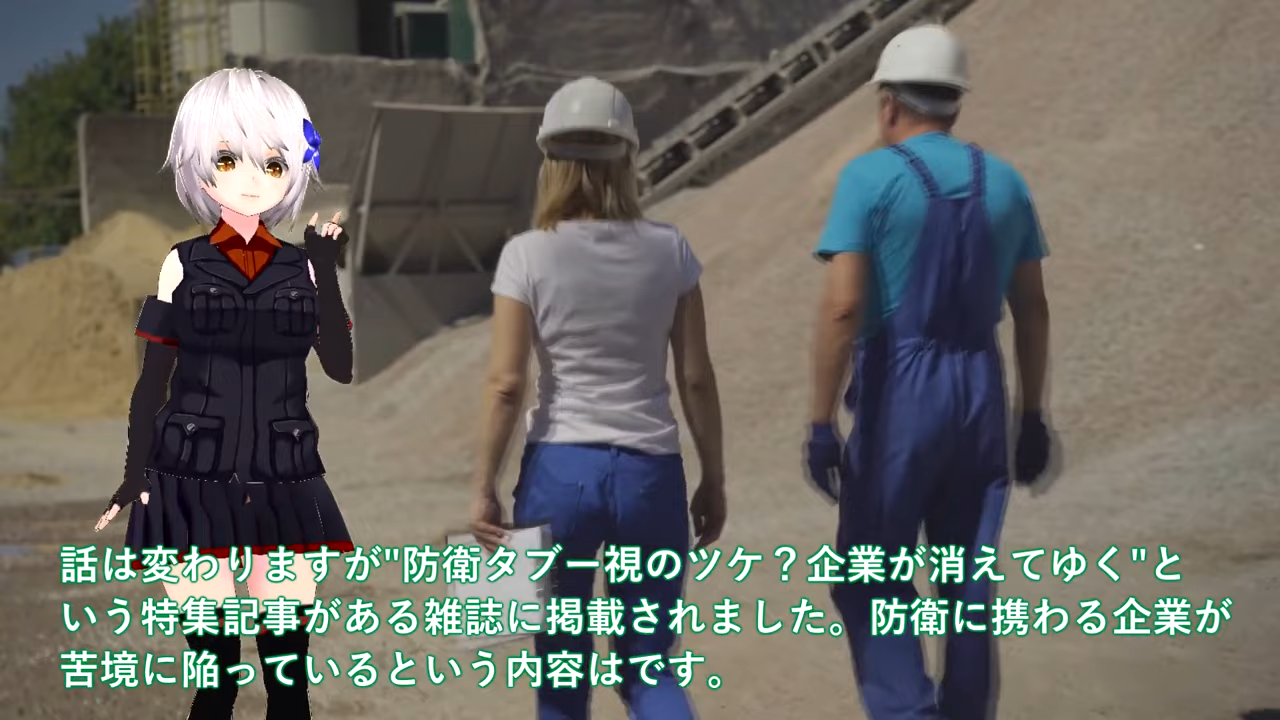 話は変わりますが"防衛タブー視のツケ？企業が消えてゆく"と
いう特集記事がある雑誌に掲載されました。防衛に携わる企業が
苦境に陥っているという内容はです。